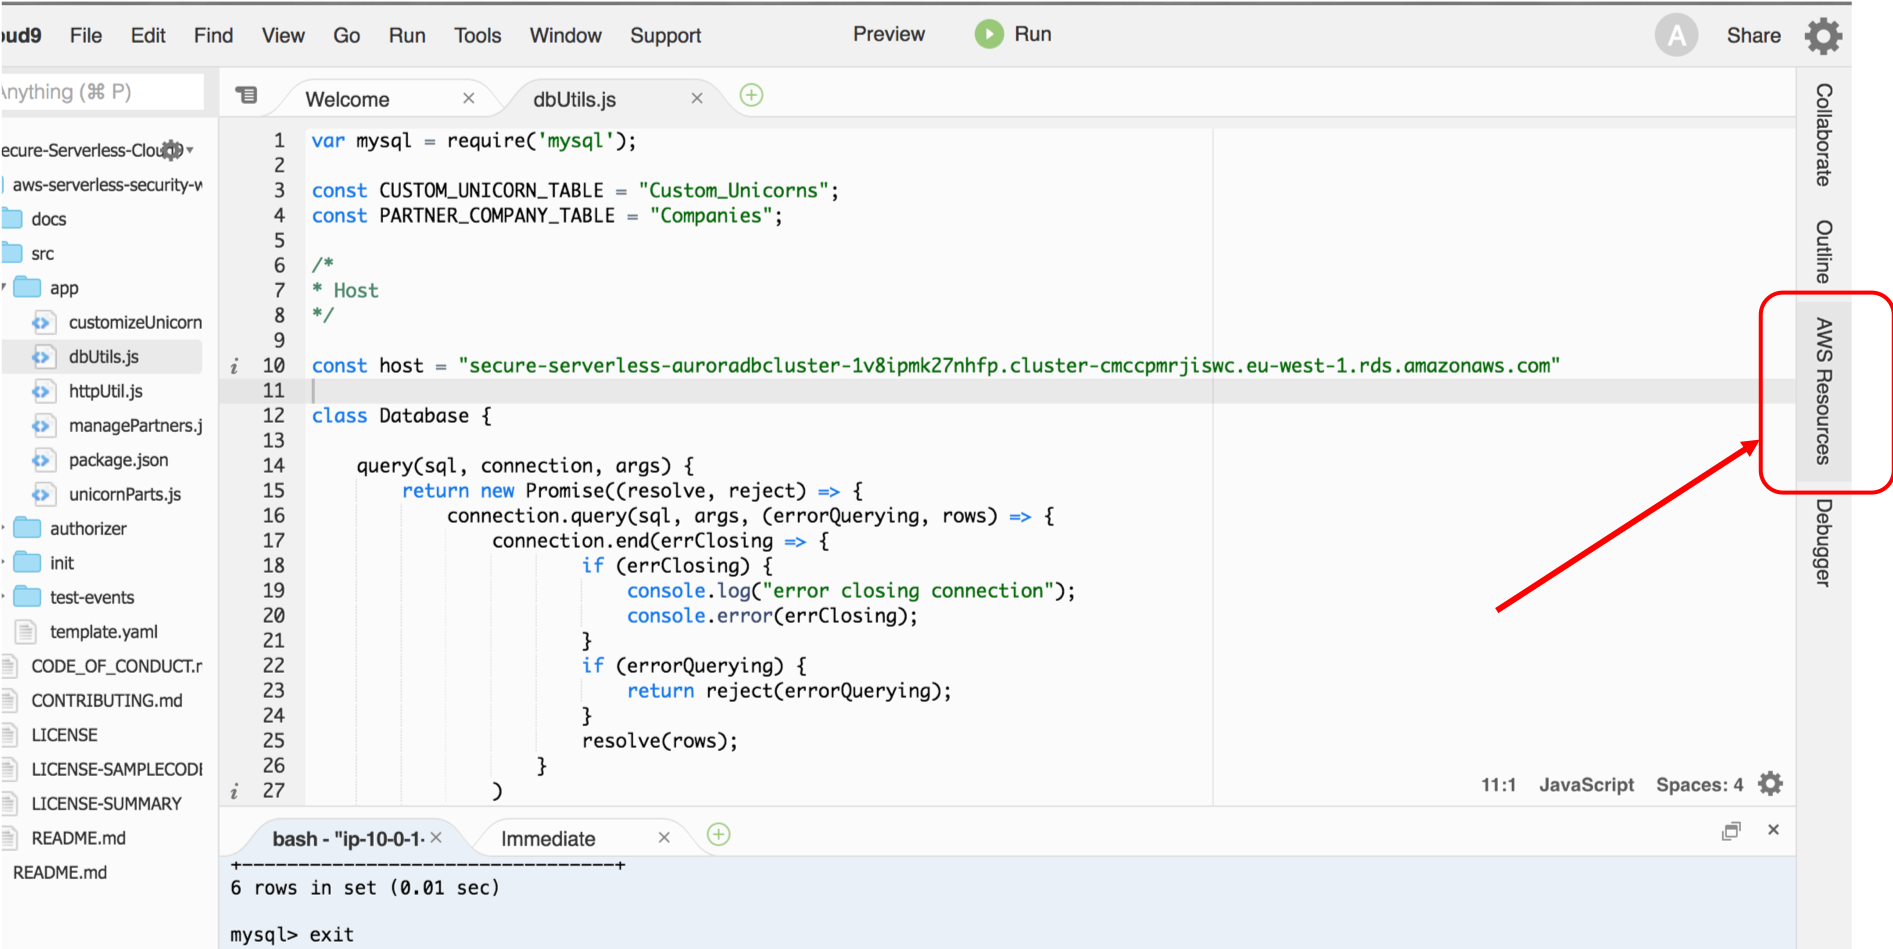 oud9 File Edit Find View Go Run Tools Window Support Preview Run A Share
Anything (⌘ P)
Welcome × dbUtils.js ×
ecure-Serverless-Cloud9
aws-serverless-security-w
docs
src
app
customizeUnicorn
dbUtils.js
httpUtil.js
managePartners.j
package.json
unicornParts.js
authorizer
init
test-events
template.yaml
CODE_OF_CONDUCT.r
CONTRIBUTING.md
LICENSE
LICENSE-SAMPLECODE
LICENSE-SUMMARY
README.md
README.md
1 var mysql = require('mysql');
2
3 const CUSTOM_UNICORN_TABLE = "Custom_Unicorns";
4 const PARTNER_COMPANY_TABLE = "Companies";
5
6 /*
7 * Host
8 */
9
i 10 const host = "secure-serverless-auroradbcluster-1v8ipmk27nhfp.cluster-cmccpmrjiswc.eu-west-1.rds.amazonaws.com"
11
12 class Database {
13
14 query(sql, connection, args) {
15 return new Promise((resolve, reject) => {
16 connection.query(sql, args, (errorQuerying, rows) => {
17 connection.end(errClosing => {
18 if (errClosing) {
19 console.log("error closing connection");
20 console.error(errClosing);
21 }
22 if (errorQuerying) {
23 return reject(errorQuerying);
24 }
25 resolve(rows);
26 }
i 27 )
11:1 JavaScript Spaces: 4
Collaborate
Outline
AWS Resources
Debugger
bash - "ip-10-0-1- × Immediate ×
+---------------------------------+
6 rows in set (0.01 sec)
mysql> exit